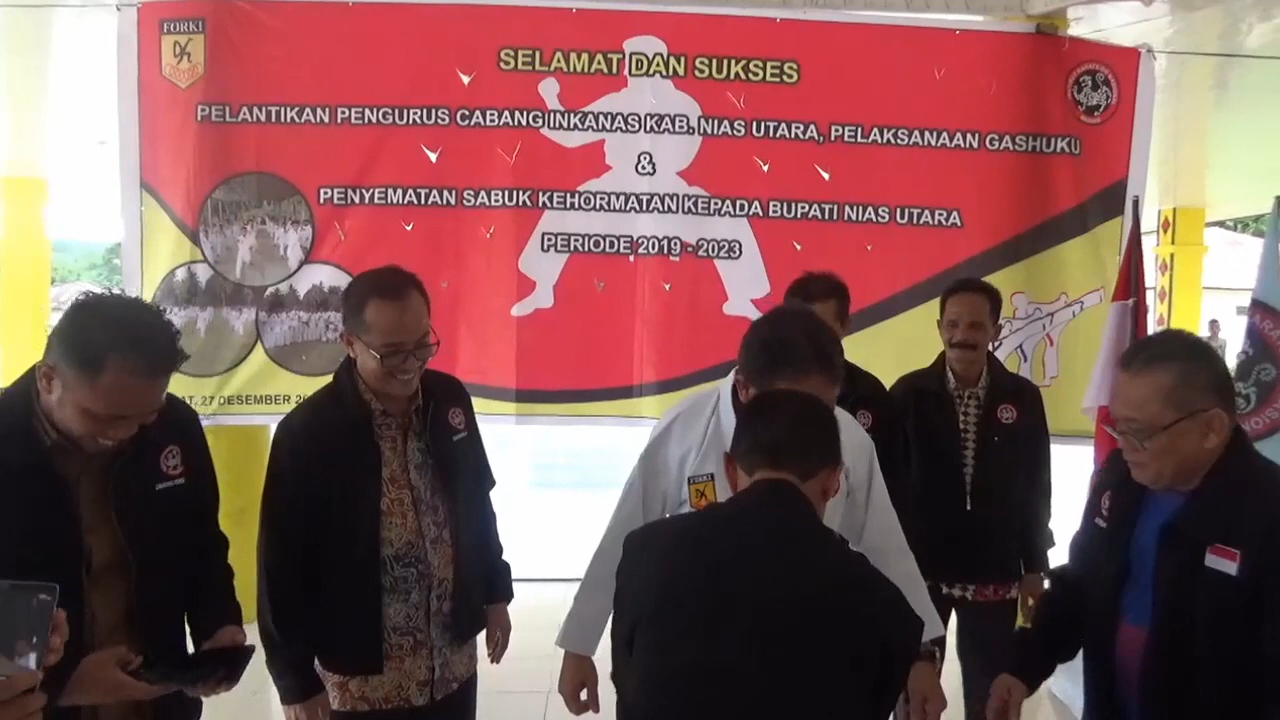 FORKI
SELAMAT DAN SUKSES
PELANTIKAN PENGURUS CABANG INKANAS KAB. NIAS UTARA, PELAKSANAAN GASHUKU
&
PENYEMATAN SABUK KEHORMATAN KEPADA BUPATI NIAS UTARA
PERIODE 2019 - 2023
27 DESEMBER
FORKI